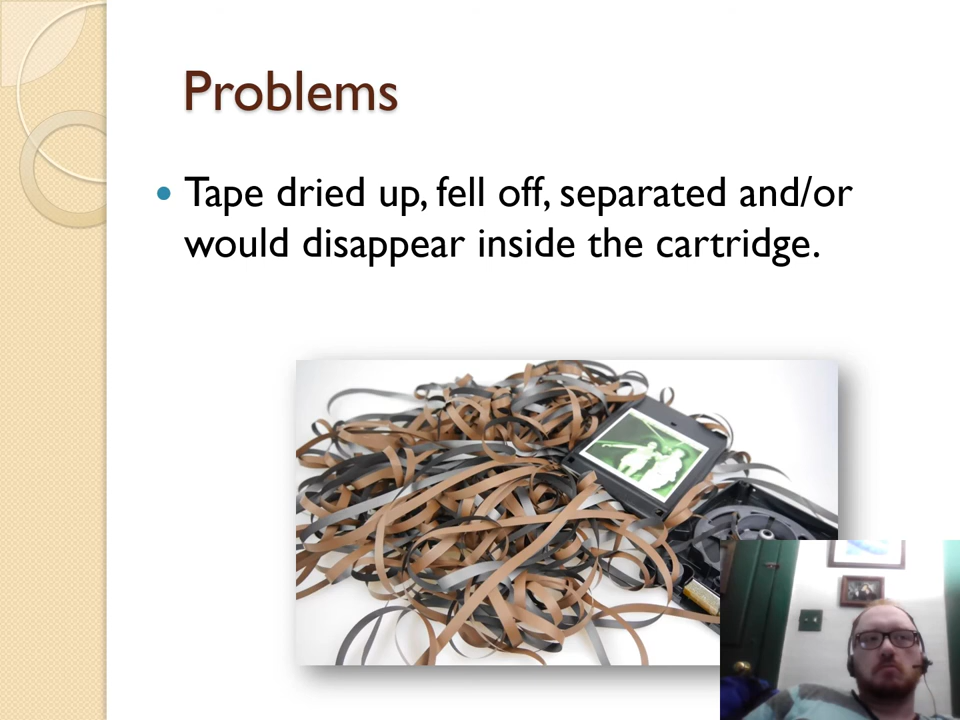 Problems
Tape dried up, fell off, separated and/or
would disappear inside the cartridge.